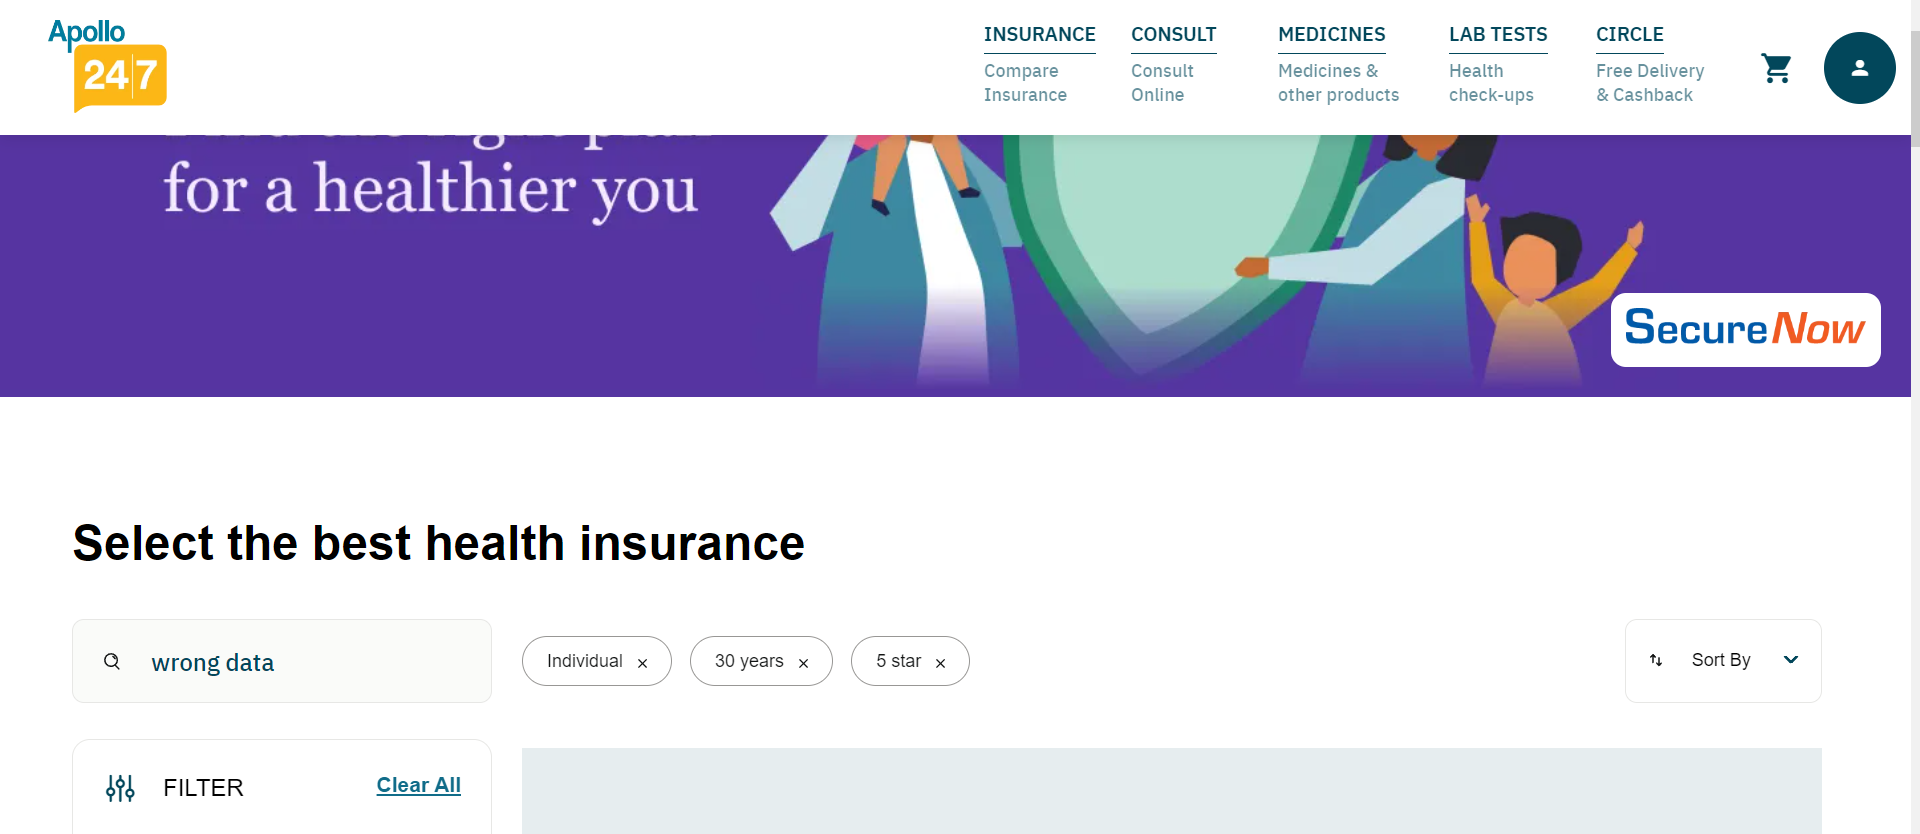 Apollo
24|7
INSURANCE
Compare
Insurance
CONSULT
Consult
Online
MEDICINES
Medicines &
other products
LAB TESTS
Health
check-ups
CIRCLE
Free Delivery
& Cashback
for a healthier you
SecureNow
Select the best health insurance
wrong data
Individual ×
30 years ×
5 star ×
Sort By
FILTER
Clear All